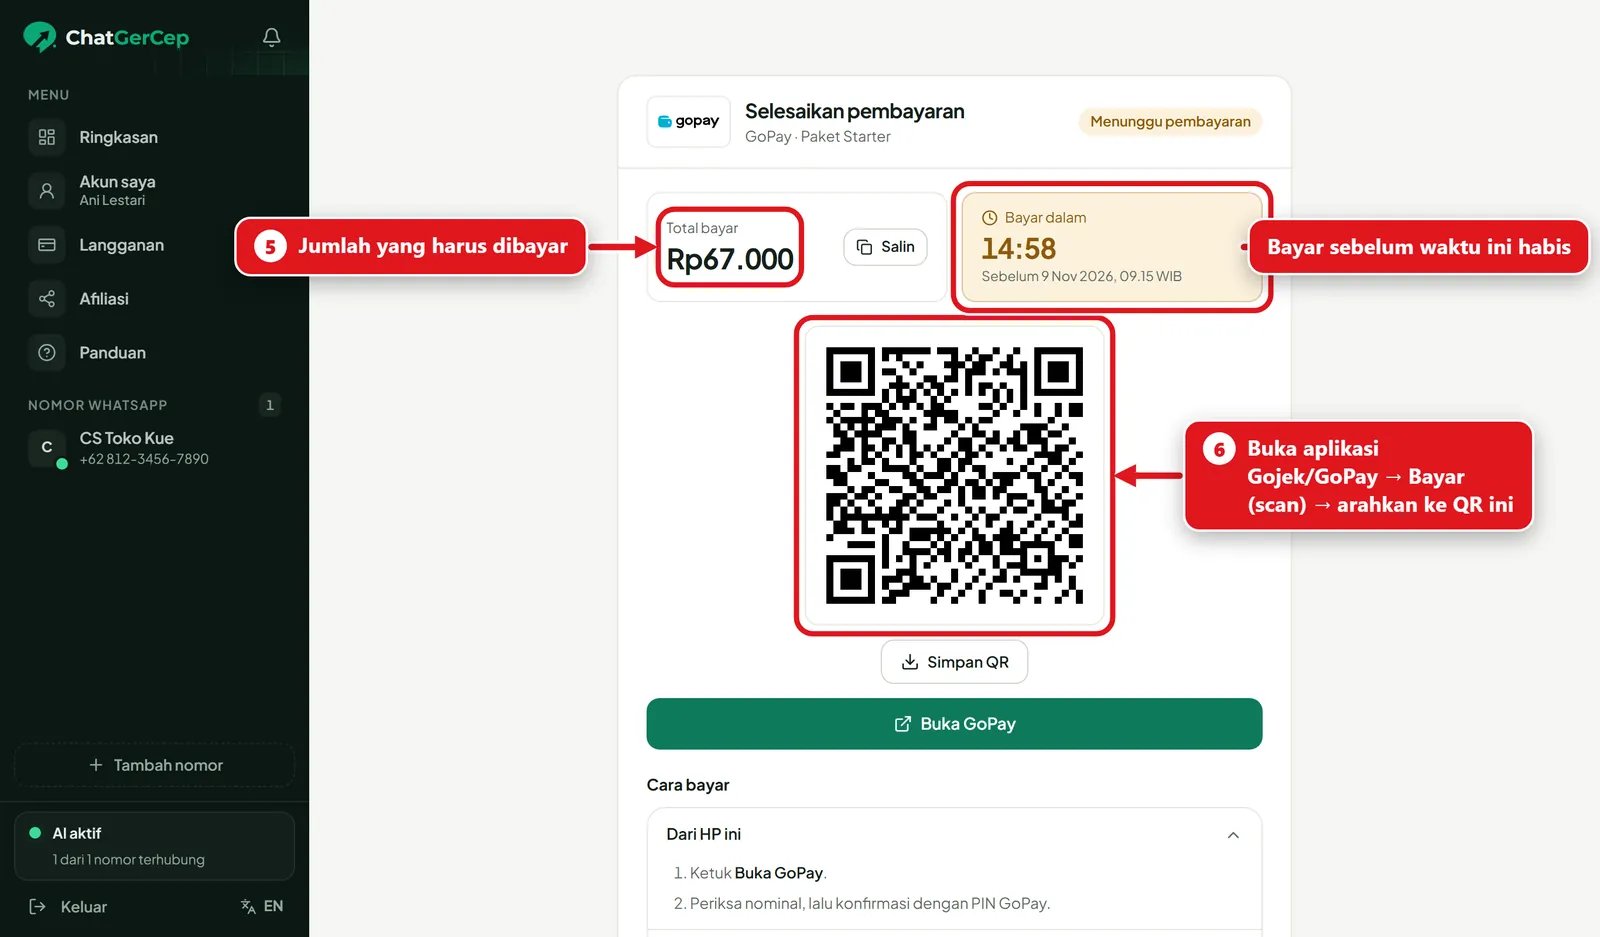 ChatGerCep
MENU
Ringkasan
Akun saya
Ani Lestari
Langganan
Afiliasi
Panduan
NOMOR WHATSAPP
1
C
CS Toko Kue
+62 812-3456-7890
+ Tambah nomor
AI aktif
1 dari 1 nomor terhubung
Keluar
EN
gopay
Selesaikan pembayaran
GoPay · Paket Starter
Menunggu pembayaran
5 Jumlah yang harus dibayar
Total bayar
Rp67.000
Salin
Bayar dalam
14:58
Sebelum 9 Nov 2026, 09.15 WIB
Bayar sebelum waktu ini habis
6 Buka aplikasi
Gojek/GoPay → Bayar
(scan) → arahkan ke QR ini
Simpan QR
Buka GoPay
Cara bayar
Dari HP ini
1. Ketuk Buka GoPay.
2. Periksa nominal, lalu konfirmasi dengan PIN GoPay.